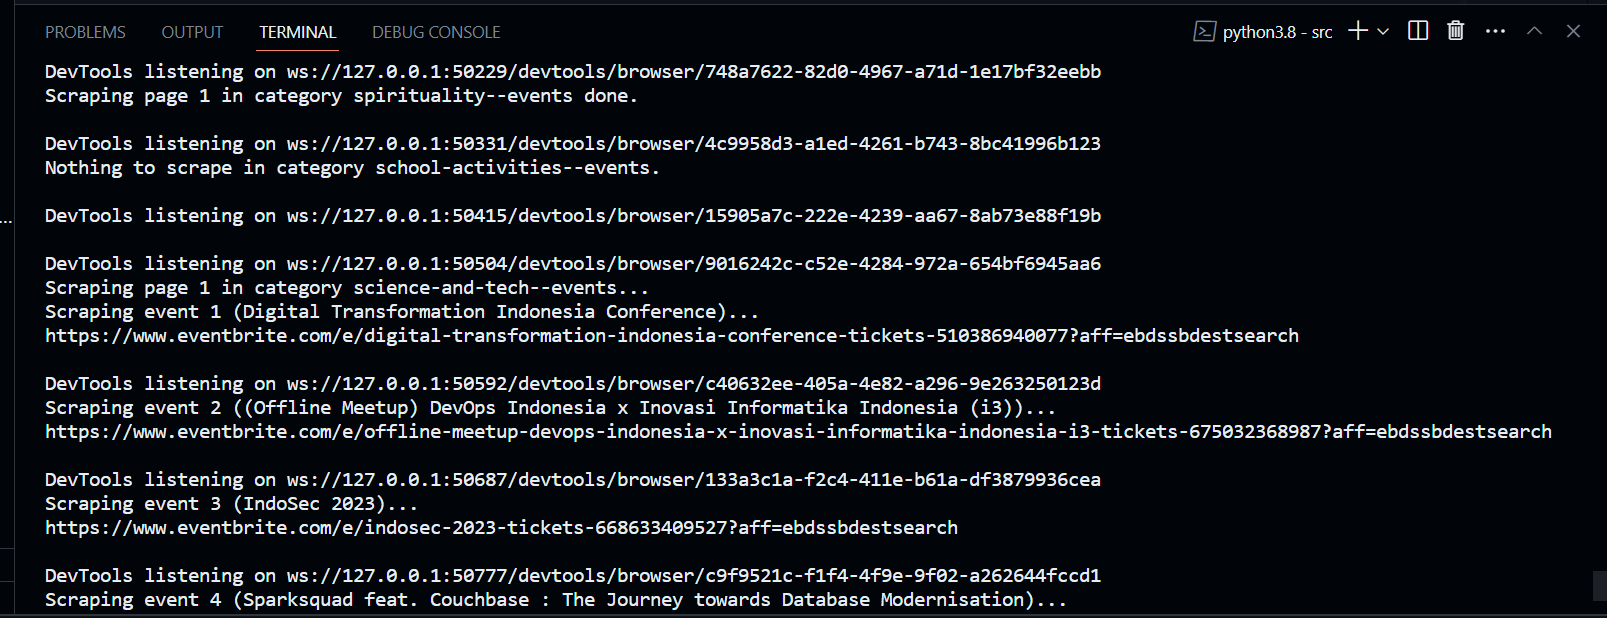 PROBLEMS OUTPUT TERMINAL DEBUG CONSOLE python3.8 - src
DevTools listening on ws://127.0.0.1:50229/devtools/browser/748a7622-82d0-4967-a71d-1e17bf32eebb
Scraping page 1 in category spirituality--events done.
DevTools listening on ws://127.0.0.1:50331/devtools/browser/4c9958d3-a1ed-4261-b743-8bc41996b123
Nothing to scrape in category school-activities--events.
DevTools listening on ws://127.0.0.1:50415/devtools/browser/15905a7c-222e-4239-aa67-8ab73e88f19b
DevTools listening on ws://127.0.0.1:50504/devtools/browser/9016242c-c52e-4284-972a-654bf6945aa6
Scraping page 1 in category science-and-tech--events...
Scraping event 1 (Digital Transformation Indonesia Conference)...
https://www.eventbrite.com/e/digital-transformation-indonesia-conference-tickets-510386940077?aff=ebdssbdestsearch
DevTools listening on ws://127.0.0.1:50592/devtools/browser/c40632ee-405a-4e82-a296-9e263250123d
Scraping event 2 ((Offline Meetup) DevOps Indonesia x Inovasi Informatika Indonesia (i3))...
https://www.eventbrite.com/e/offline-meetup-devops-indonesia-x-inovasi-informatika-indonesia-i3-tickets-675032368987?aff=ebdssbdestsearch
DevTools listening on ws://127.0.0.1:50687/devtools/browser/133a3c1a-f2c4-411e-b61a-df3879936cea
Scraping event 3 (IndoSec 2023)...
https://www.eventbrite.com/e/indosec-2023-tickets-668633409527?aff=ebdssbdestsearch
DevTools listening on ws://127.0.0.1:50777/devtools/browser/c9f9521c-f1f4-4f9e-9f02-a262644fccd1
Scraping event 4 (Sparksquad feat. Couchbase : The Journey towards Database Modernisation)...